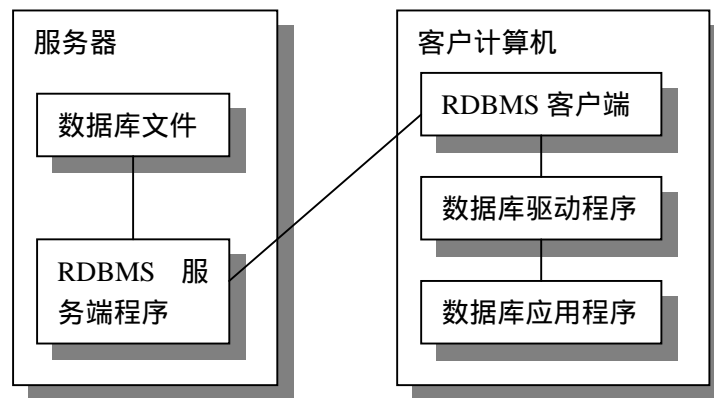 服务器
数据库文件
RDBMS 服
务端程序
客户计算机
RDBMS 客户端
数据库驱动程序
数据库应用程序